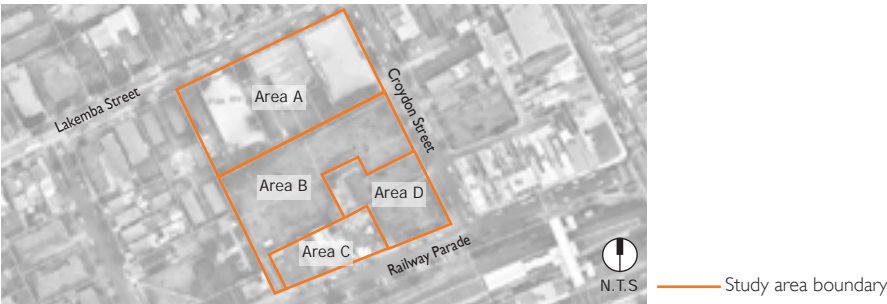 Lakemba Street
Area A
Croydon Street
Area B
Area D
Area C
Railway Parade
N.T.S
Study area boundary